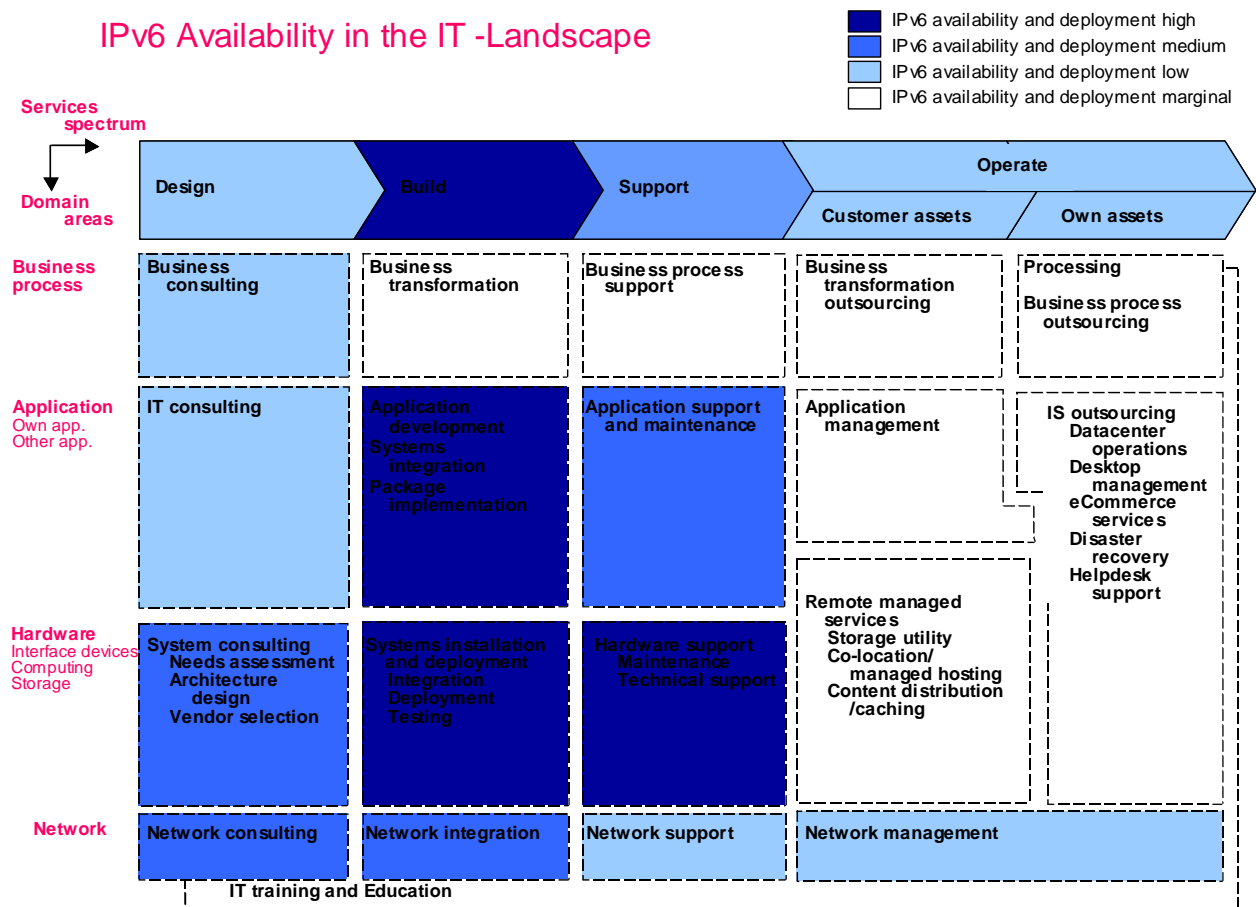 IPv6 Availability in the IT -Landscape
IPv6 availability and deployment high
IPv6 availability and deployment medium
IPv6 availability and deployment low
IPv6 availability and deployment marginal
Services
spectrum
Domain
areas
Design
Build
Support
Operate
Customer assets
Own assets
Business
process
Business
consulting
Business
transformation
Business process
support
Business
transformation
outsourcing
Processing
Business process
outsourcing
Application
Own app.
Other app.
IT consulting
Application
development
Systems
integration
Package
implementation
Application support
and maintenance
Application
management
IS outsourcing
Datacenter
operations
Desktop
management
eCommerce
services
Disaster
recovery
Helpdesk
support
Hardware
Interface devices
Computing
Storage
System consulting
Needs assessment
Architecture
design
Vendor selection
Systems installation
and deployment
Integration
Deployment
Testing
Hardware support
Maintenance
Technical support
Remote managed
services
Storage utility
Co-location/
managed hosting
Content distribution
/caching
Network
Network consulting
Network integration
Network support
Network management
IT training and Education